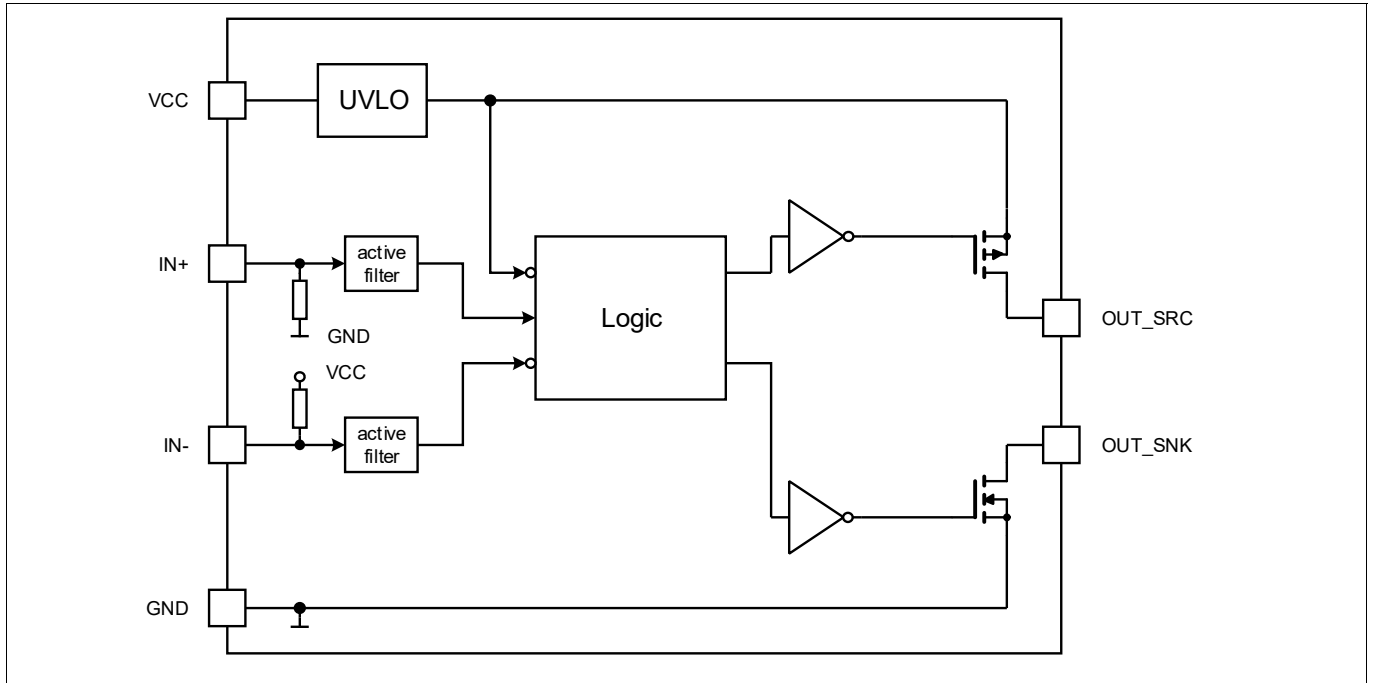 VCC
UVLO
IN+
active
filter
GND
Logic
OUT_SRC
VCC
IN-
active
filter
OUT_SNK
GND